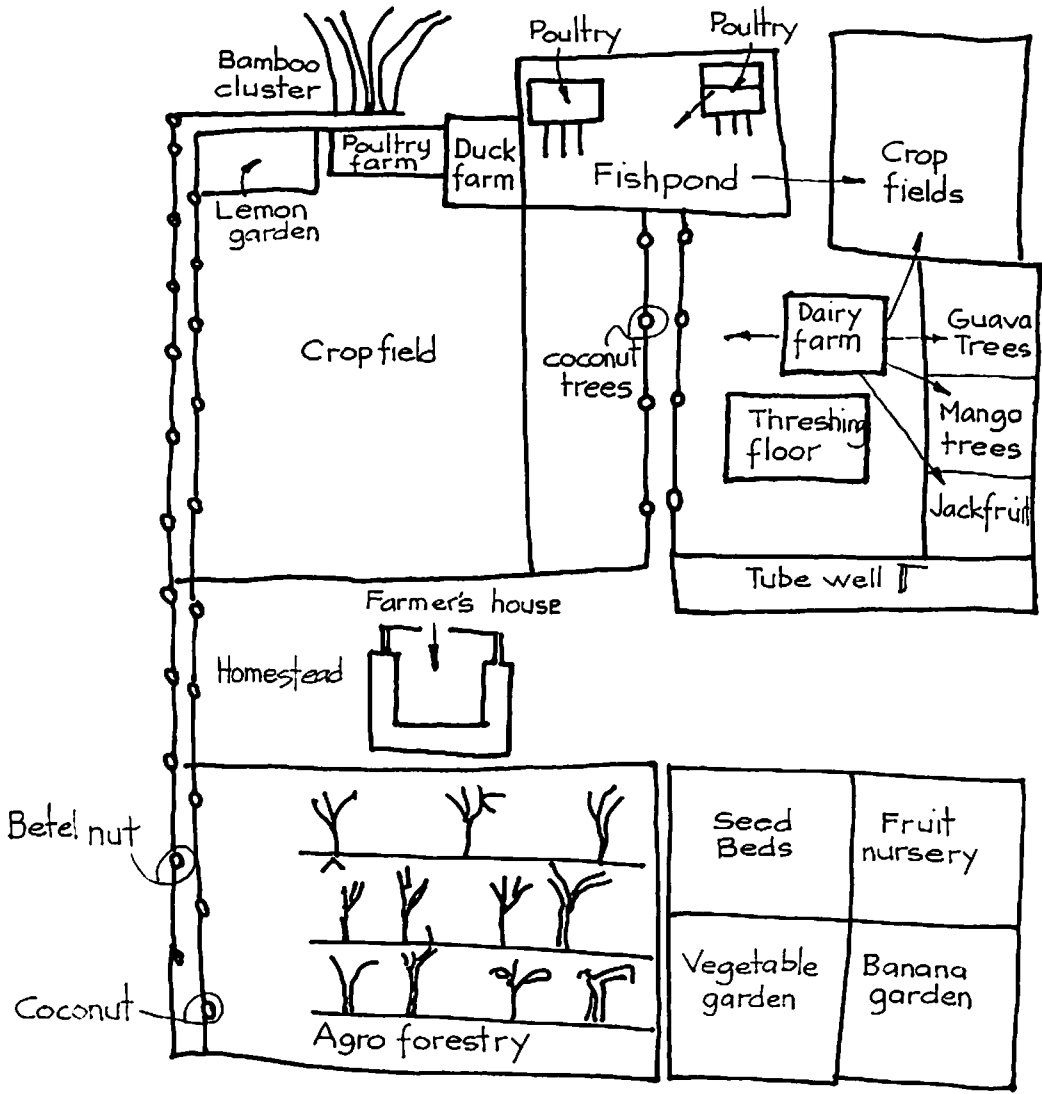 Poultry
Poultry
Bamboo
cluster
Poultry
farm
Duck
farm
Fishpond
Crop
fields
Lemon
garden
Crop field
coconut
trees
Dairy
farm
Guava
Trees
Threshing
floor
Mango
trees
Jackfruit
Tube well
Farmer's house
Homestead
Betel nut
Seed
Beds
Fruit
nursery
Vegetable
garden
Banana
garden
Coconut
Agro forestry